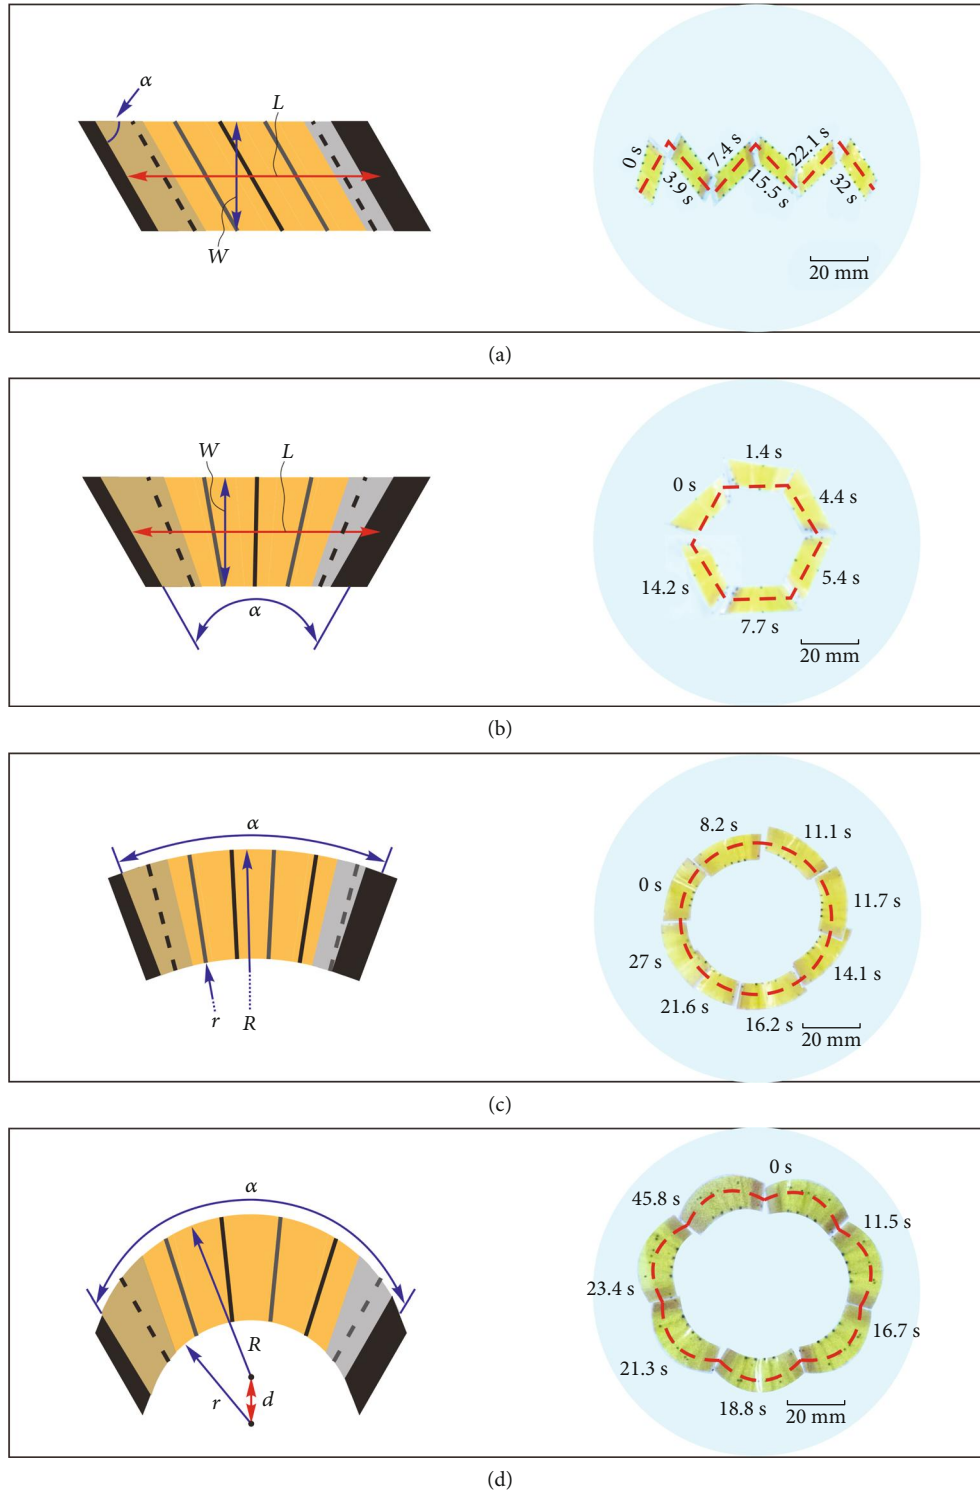 α
L
W
0 s
3.9 s
7.4 s
15.5 s
22.1 s
32 s
20 mm
(a)
W
L
α
0 s
1.4 s
4.4 s
5.4 s
7.7 s
14.2 s
20 mm
(b)
α
r
R
0 s
8.2 s
11.1 s
11.7 s
14.1 s
16.2 s
21.6 s
27 s
20 mm
(c)
α
R
r
d
0 s
11.5 s
16.7 s
18.8 s
21.3 s
23.4 s
45.8 s
20 mm
(d)